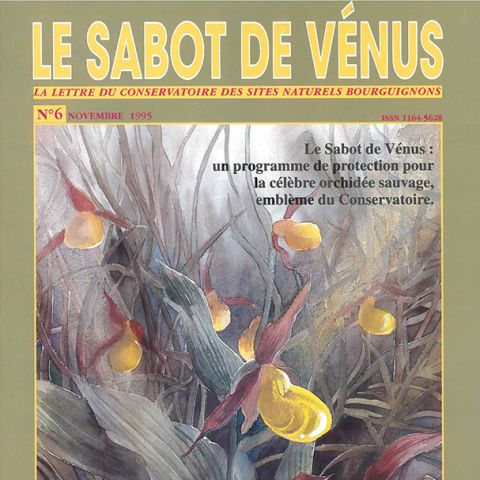 LE SABOT DE VÉNUS
LA LETTRE DU CONSERVATOIRE DES SITES NATURELS BOURGUIGNONS
N°6 NOVEMBRE 1995 ISSN 1164-5628
Le Sabot de Vénus :
un programme de protection pour
la célèbre orchidée sauvage,
emblème du Conservatoire.